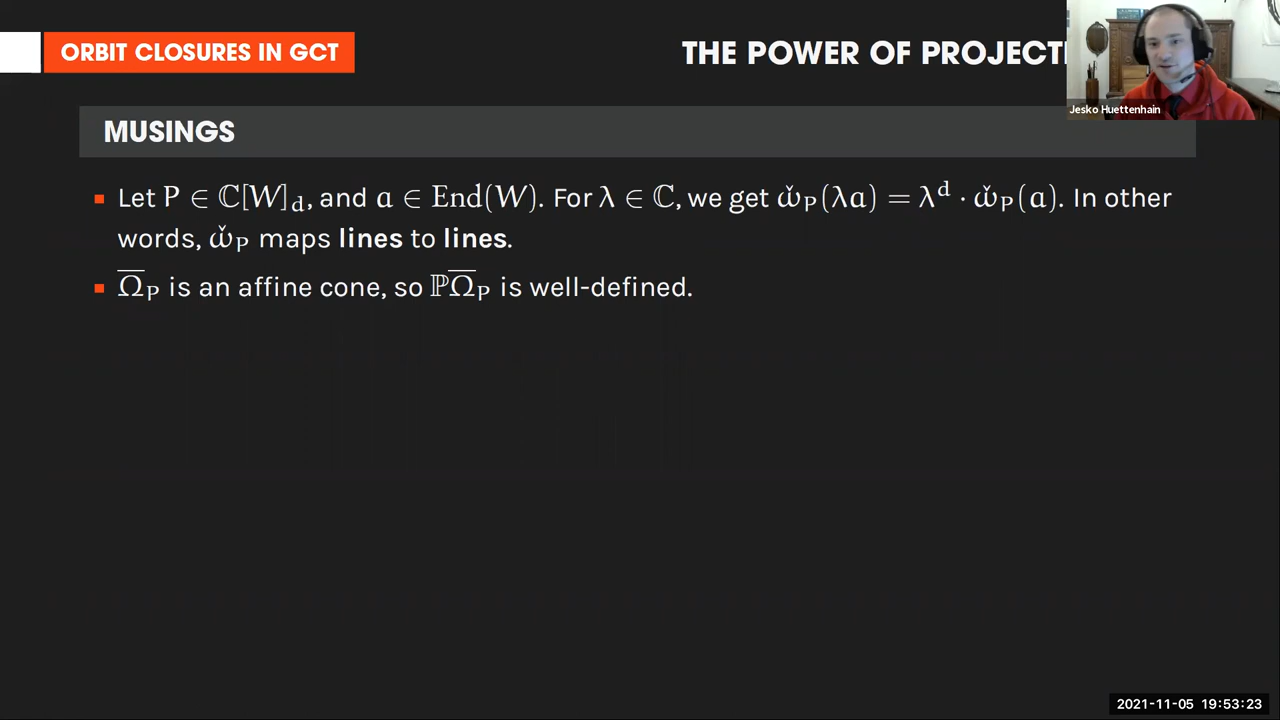 ORBIT CLOSURES IN GCT
THE POWER OF PROJECT
Jesko Huettenhain
MUSINGS
▪ Let P ∈ ℂ[W]_d, and a ∈ End(W). For λ ∈ ℂ, we get ω̌_P(λa) = λ^d · ω̌_P(a). In other
words, ω̌_P maps lines to lines.
▪ Ω̅_P is an affine cone, so ℙΩ̅_P is well-defined.
2021-11-05 19:53:23